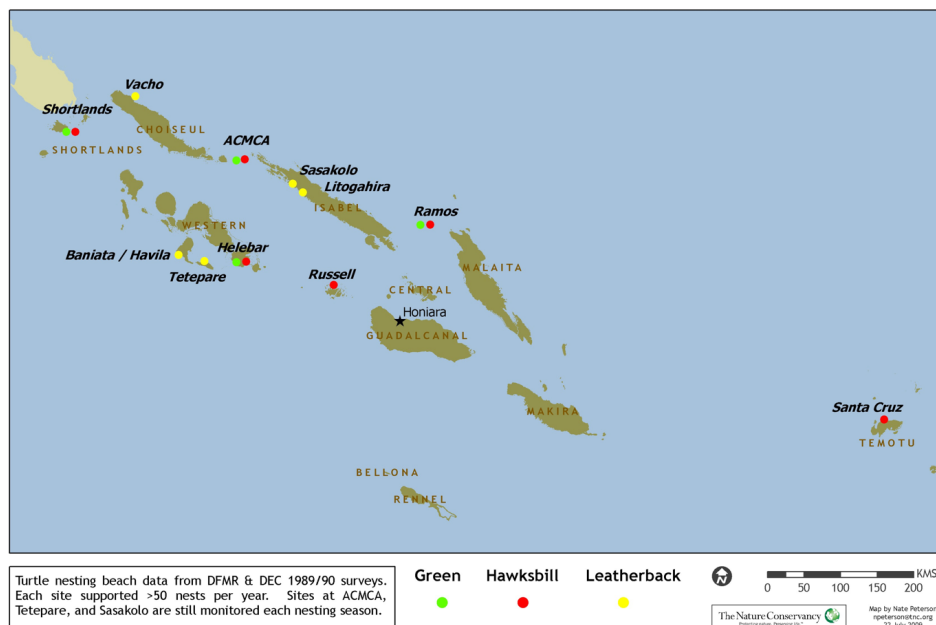 Vacho
Shortlands
CHOISEUL
ACMCA
SHORTLANDS
Sasakolo
Litogahira
ISABEL
Ramos
WESTERN
Baniata / Havila
Helebar
MALAITA
Tetepare
Russell
CENTRAL
Honiara
GUADALCANAL
Santa Cruz
MAKIRA
TEMOTU
BELLONA
RENNEL
Turtle nesting beach data from DFMR & DEC 1989/90 surveys.
Each site supported >50 nests per year. Sites at ACMCA,
Tetepare, and Sasakolo are still monitored each nesting season.
Green Hawksbill Leatherback
0 25 50 100 KMS
The Nature Conservancy
Map by Nate Peterson
npeterson@tnc.org